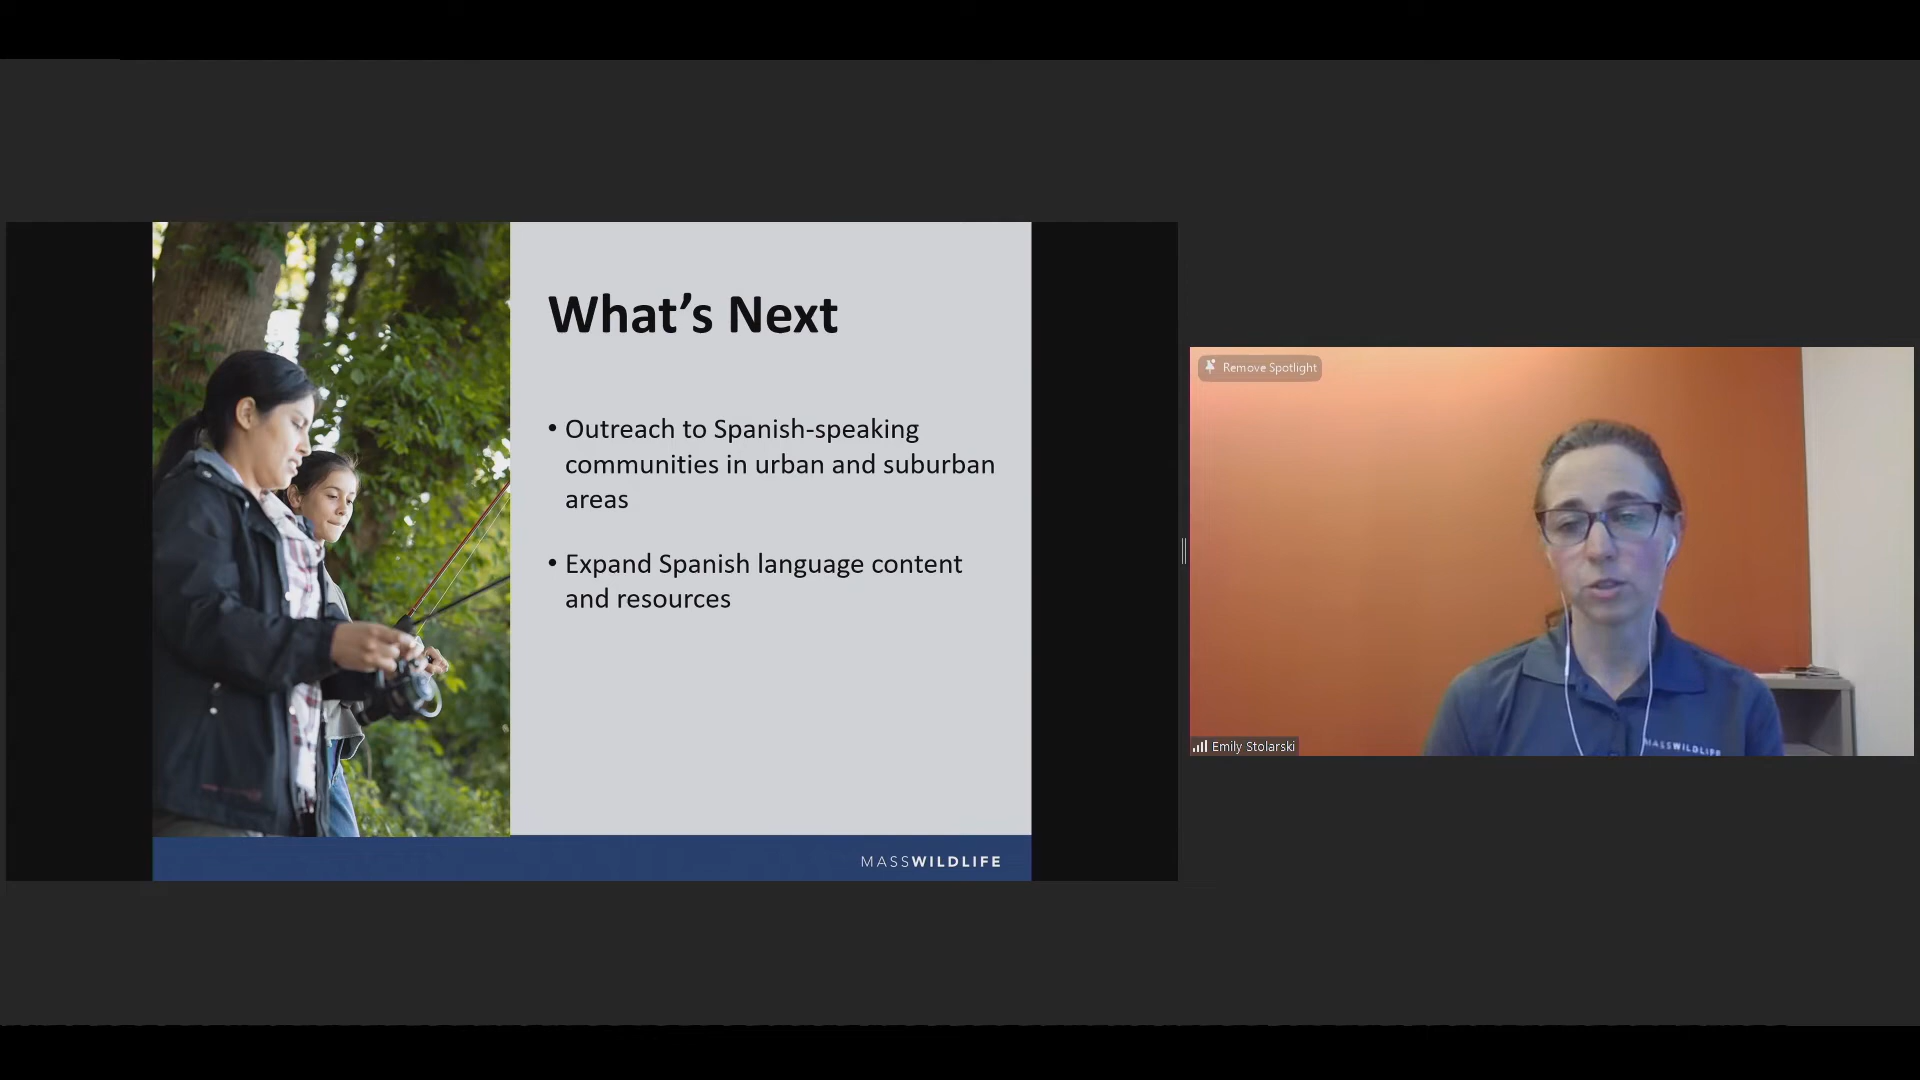 What’s Next
• Outreach to Spanish-speaking
communities in urban and suburban
areas
• Expand Spanish language content
and resources
MASSWILDLIFE
Remove Spotlight
Emily Stolarski
MASSWILDLIFE